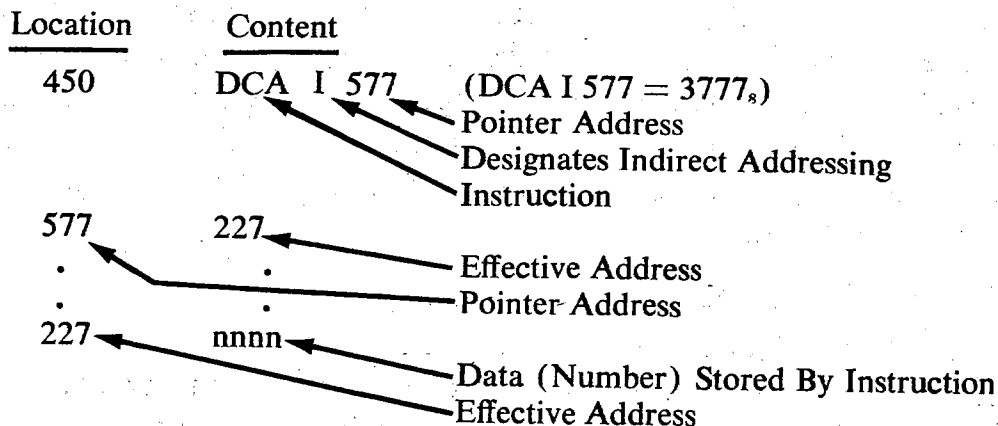 Location Content
450 DCA I 577 (DCA I 577 = 3777₈)
Pointer Address
Designates Indirect Addressing
Instruction
577 227
Effective Address
. .
Pointer Address
. .
227 nnnn
Data (Number) Stored By Instruction
Effective Address